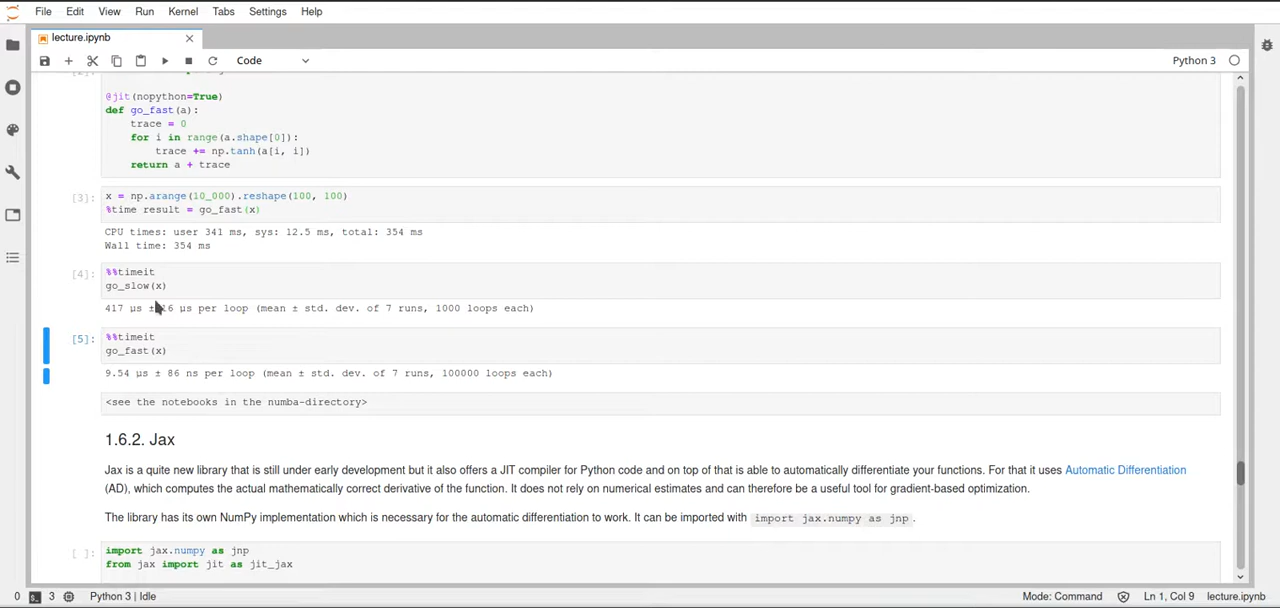 File Edit View Run Kernel Tabs Settings Help
lecture.ipynb
Code
Python 3
@jit(nopython=True)
def go_fast(a):
    trace = 0
    for i in range(a.shape[0]):
        trace += np.tanh(a[i, i])
    return a + trace
[3]:
x = np.arange(10_000).reshape(100, 100)
%time result = go_fast(x)
CPU times: user 341 ms, sys: 12.5 ms, total: 354 ms
Wall time: 354 ms
[4]:
%%timeit
go_slow(x)
417 µs ± 16 µs per loop (mean ± std. dev. of 7 runs, 1000 loops each)
[5]:
%%timeit
go_fast(x)
9.54 µs ± 86 ns per loop (mean ± std. dev. of 7 runs, 100000 loops each)
<see the notebooks in the numba-directory>
1.6.2. Jax
Jax is a quite new library that is still under early development but it also offers a JIT compiler for Python code and on top of that is able to automatically differentiate your functions. For that it uses Automatic Differentiation
(AD), which computes the actual mathematically correct derivative of the function. It does not rely on numerical estimates and can therefore be a useful tool for gradient-based optimization.
The library has its own NumPy implementation which is necessary for the automatic differentiation to work. It can be imported with import jax.numpy as jnp .
[ ]:
import jax.numpy as jnp
from jax import jit as jit_jax
0 3 Python 3 | Idle
Mode: Command Ln 1, Col 9 lecture.ipynb